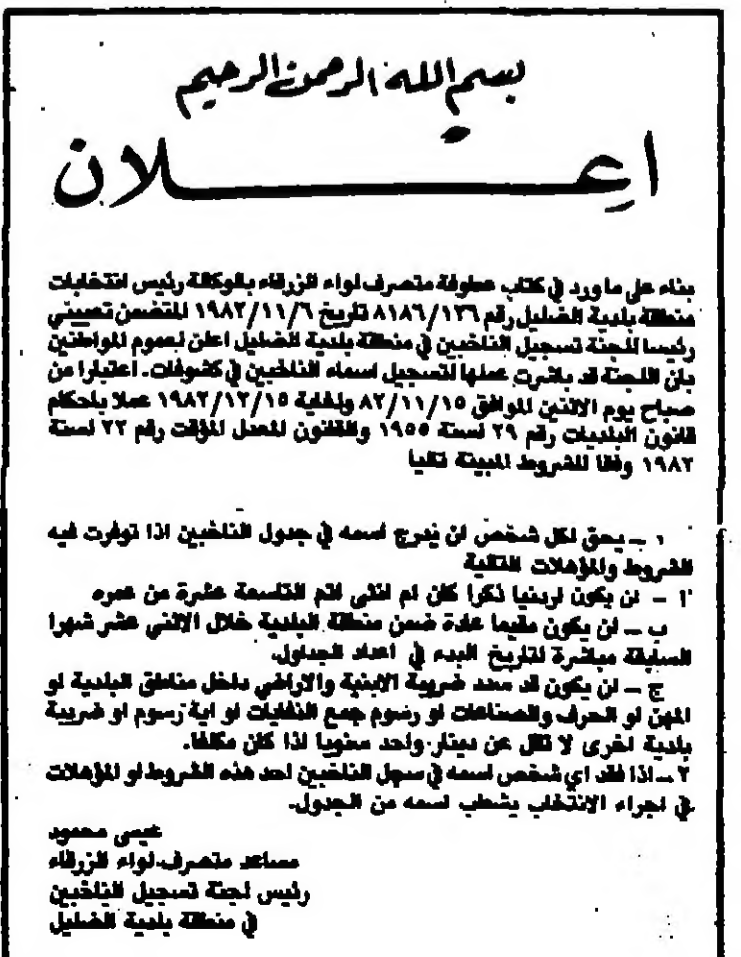 بسم الله الرحمن الرحيم
اعلان
بناء على ما ورد في كتاب عطوفة متصرف لواء الزرقاء بالوكالة رئيس انتخابات
منطقة بلدية الضليل رقم ٨١٨٦/١٢٦ تاريخ ١٩٨٢/١١/٦ المتضمن تعييني
رئيسا للجنة تسجيل الناخبين في منطقة بلدية الضليل اعلن لعموم المواطنين
بان اللجنة قد باشرت عملها لتسجيل اسماء الناخبين في كشوفات. اعتبارا من
صباح يوم الاثنين الموافق ٨٢/١١/١٥ ولغاية ١٩٨٢/١٢/١٥ عملا باحكام
قانون البلديات رقم ٢٩ لسنة ١٩٥٥ والقانون المعدل المؤقت رقم ٢٢ لسنة
١٩٨٢ وفقا للشروط المبينة تاليا
١ – يحق لكل شخص ان يدرج اسمه في جدول الناخبين اذا توفرت فيه
الشروط والمؤهلات التالية
أ – ان يكون اردنيا ذكرا كان ام انثى اتم التاسعة عشرة من عمره
ب – ان يكون مقيما عادة ضمن منطقة البلدية خلال الاثني عشر شهرا
السابقة مباشرة لتاريخ البدء في اعداد الجداول.
ج – ان يكون قد سدد ضريبة الابنية والاراضي داخل مناطق البلدية او
المهن او الحرف والصناعات او رسوم جمع النفايات او اية رسوم او ضريبة
بلدية اخرى لا تقل عن دينار واحد سنويا اذا كان مكلفا.
٢ – اذا فقد اي شخص اسمه في سجل الناخبين احد هذه الشروط او المؤهلات
في اجراء الانتخاب يشطب اسمه من الجدول.
عيسى محمود
مساعد متصرف لواء الزرقاء
رئيس لجنة تسجيل الناخبين
في منطقة بلدية الضليل